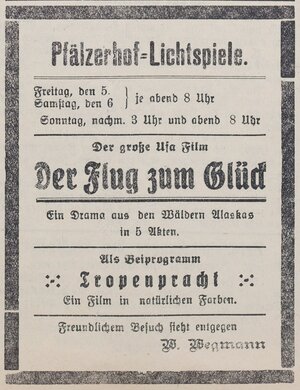 Pfälzerhof=Lichtspiele.
Freitag, den 5.
Samstag, den 6 } je abend 8 Uhr
Sonntag, nachm. 3 Uhr und abend 8 Uhr
Der große Ufa Film
Der Flug zum Glück
Ein Drama aus den Wäldern Alaskas
in 5 Akten.
Als Beiprogramm
:-: Tropenpracht :-:
Ein Film in natürlichen Farben.
Freundlichem Besuch sieht entgegen
W. Wegmann